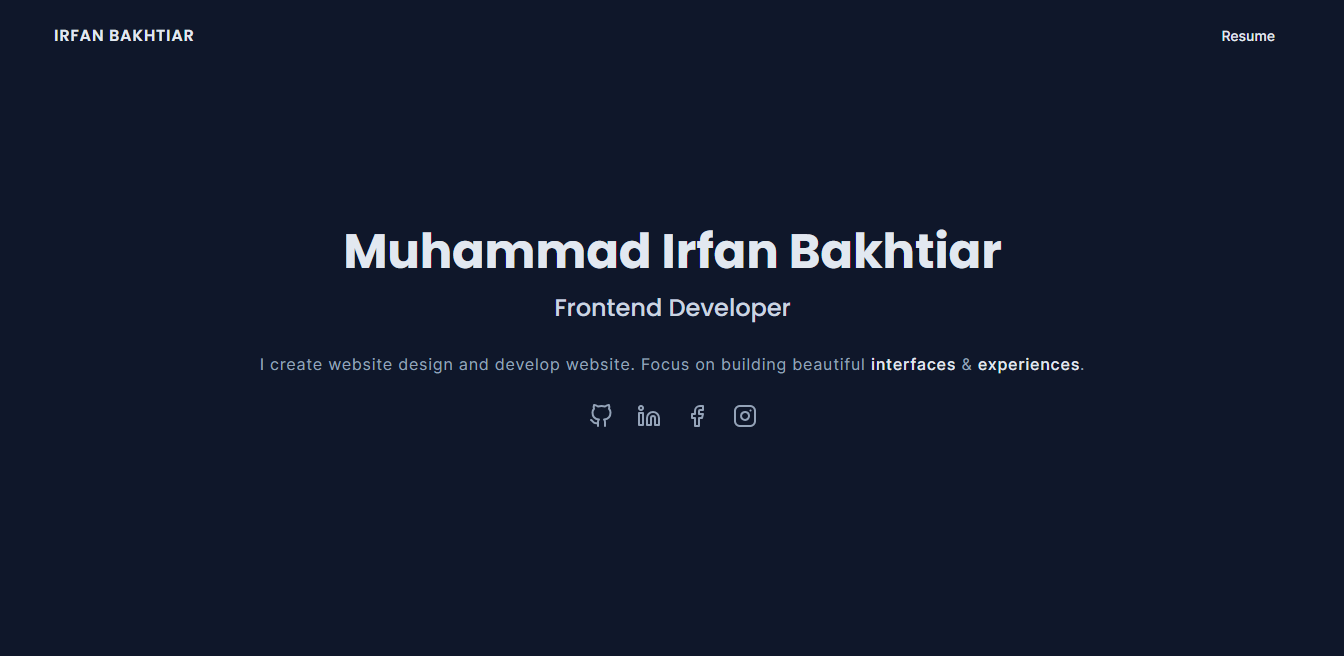 IRFAN BAKHTIAR
Resume
Muhammad Irfan Bakhtiar
Frontend Developer
I create website design and develop website. Focus on building beautiful interfaces & experiences.